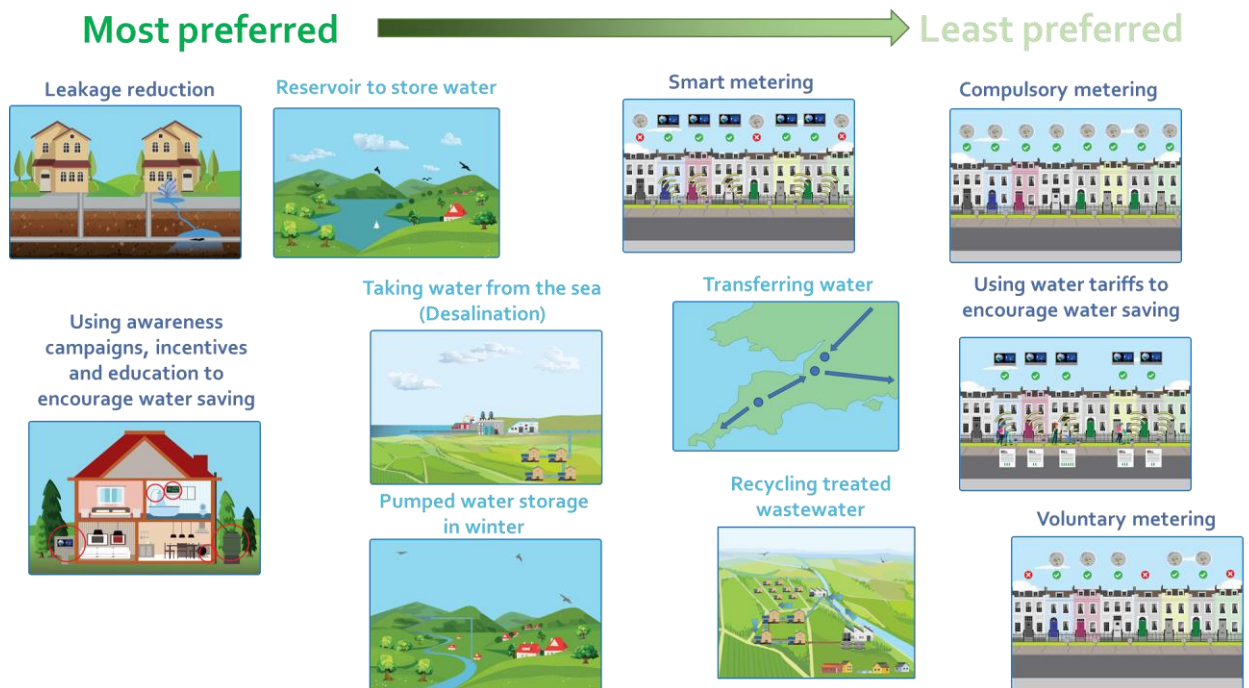 Most preferred
Least preferred
Leakage reduction
Reservoir to store water
Smart metering
Compulsory metering
Using awareness
campaigns, incentives
and education to
encourage water saving
Taking water from the sea
(Desalination)
Transferring water
Using water tariffs to
encourage water saving
Pumped water storage
in winter
Recycling treated
wastewater
Voluntary metering